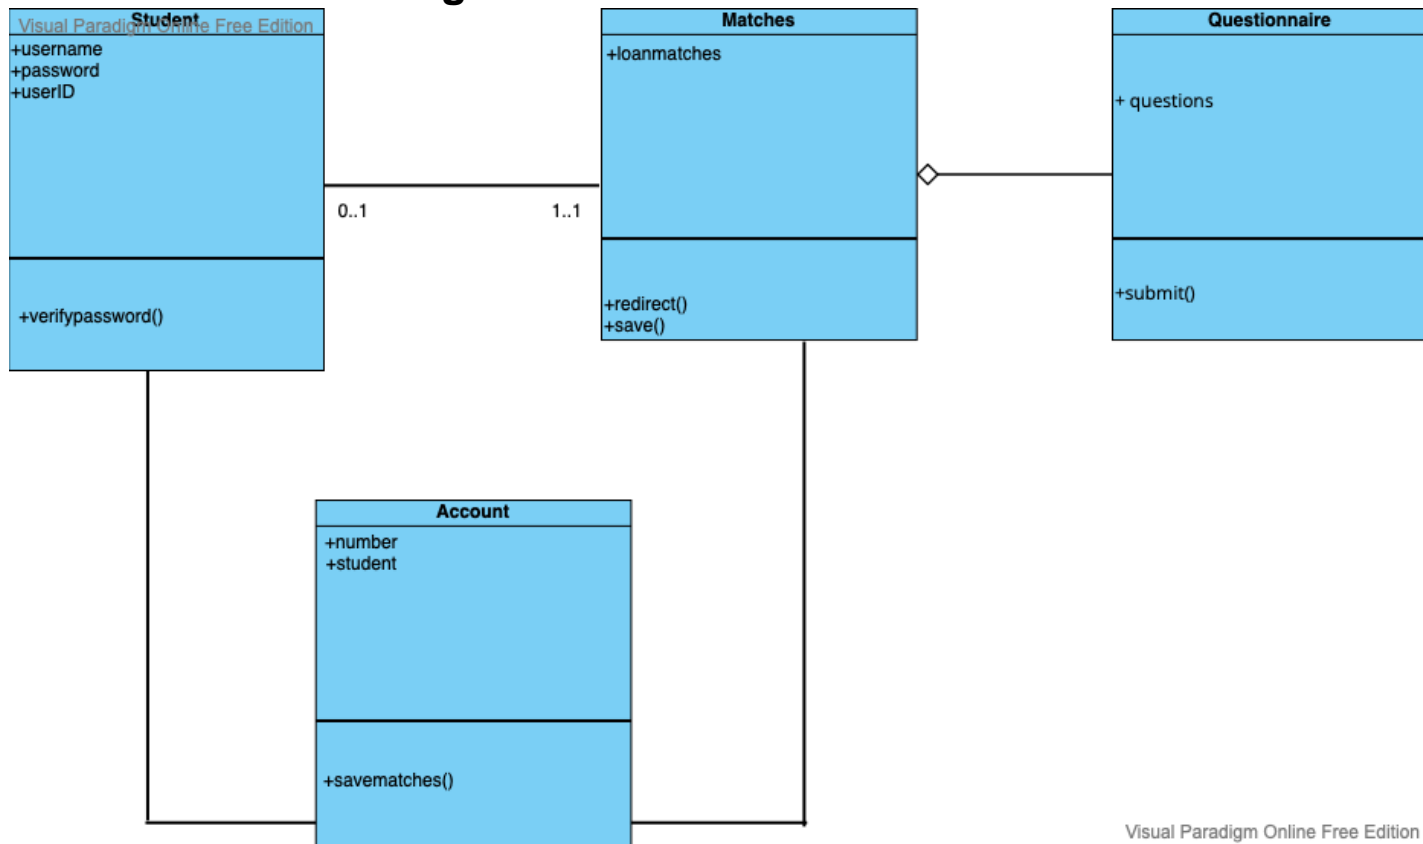 g
Student
Visual Paradigm Online Free Edition
+username
+password
+userID
+verifypassword()
0..1
1..1
Matches
+loanmatches
+redirect()
+save()
Questionnaire
+ questions
+submit()
Account
+number
+student
+savematches()
Visual Paradigm Online Free Edition